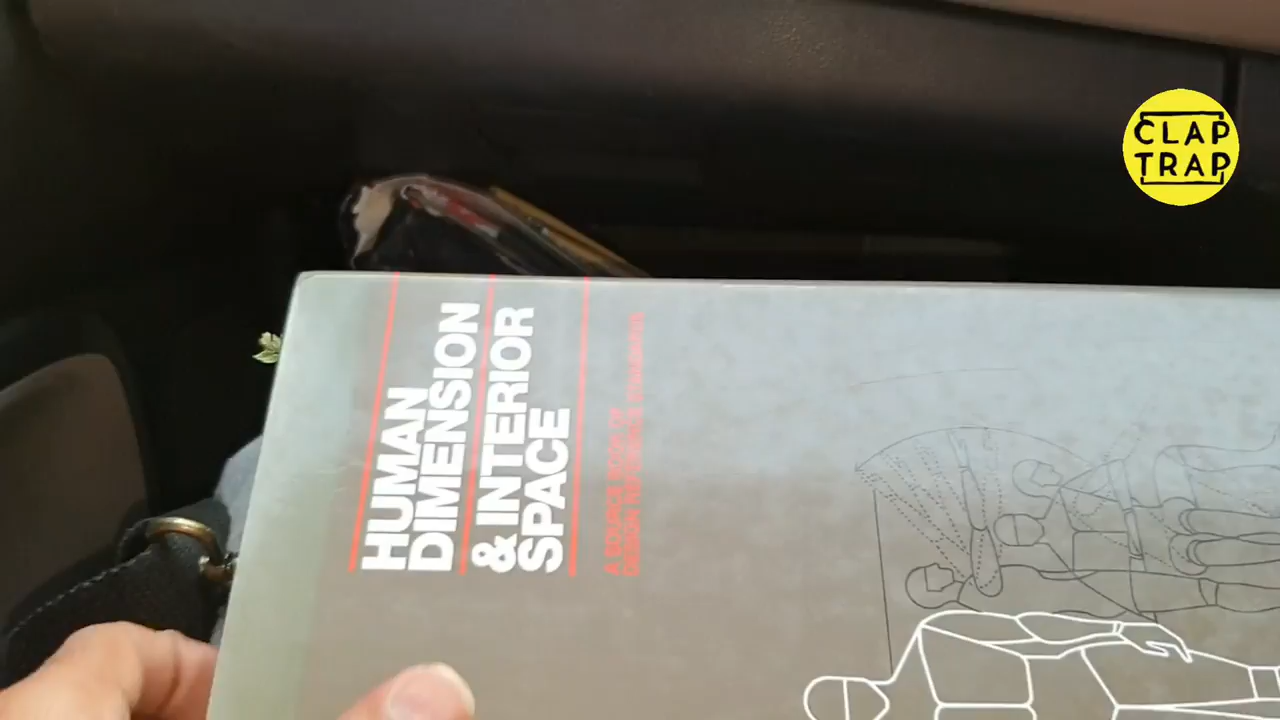 HUMAN
DIMENSION
& INTERIOR
SPACE
A SOURCE BOOK OF
DESIGN REFERENCE STANDARDS
CLAP
TRAP